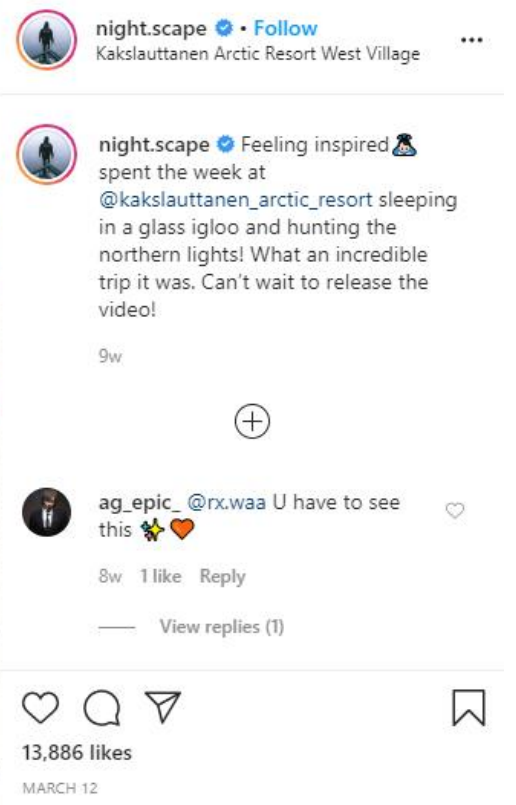 night.scape • Follow
Kakslauttanen Arctic Resort West Village
night.scape Feeling inspired
spent the week at
@kakslauttanen_arctic_resort sleeping
in a glass igloo and hunting the
northern lights! What an incredible
trip it was. Can't wait to release the
video!
9w
ag_epic_ @rx.waa U have to see
this ✨🧡
8w 1 like Reply
View replies (1)
13,886 likes
MARCH 12